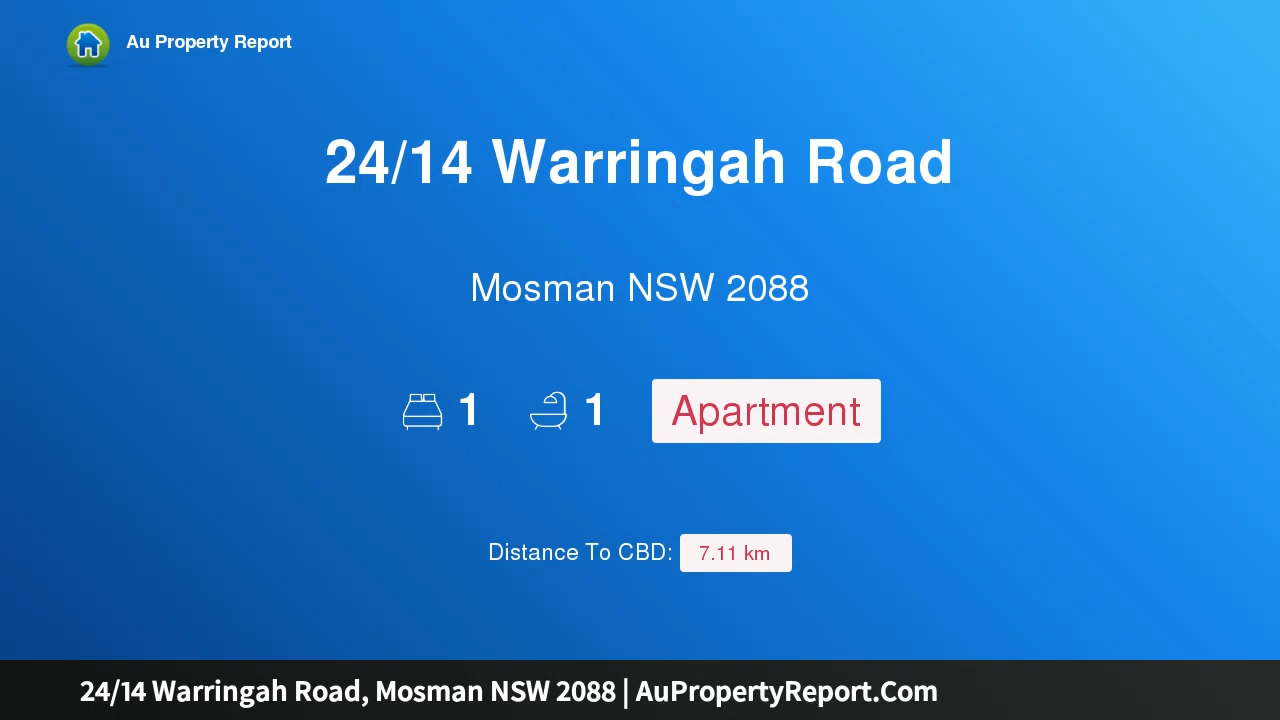 Au Property Report
24/14 Warringah Road
Mosman NSW 2088
1 1 Apartment
Distance To CBD: 7.11 km
24/14 Warringah Road, Mosman NSW 2088 | AuPropertyReport.Com